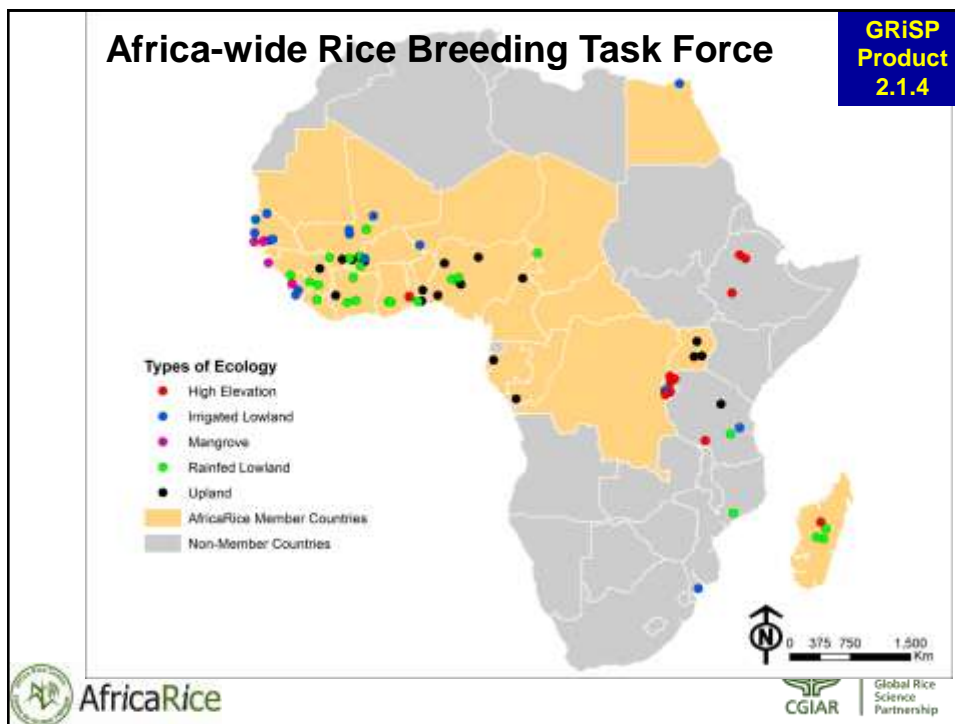 Africa-wide Rice Breeding Task Force
GRiSP
Product
2.1.4
Types of Ecology
High Elevation
Irrigated Lowland
Mangrove
Rainfed Lowland
Upland
AfricaRice Member Countries
Non-Member Countries
N
0 375 750 1,500
Km
AfricaRice
CGIAR
Global Rice
Science
Partnership